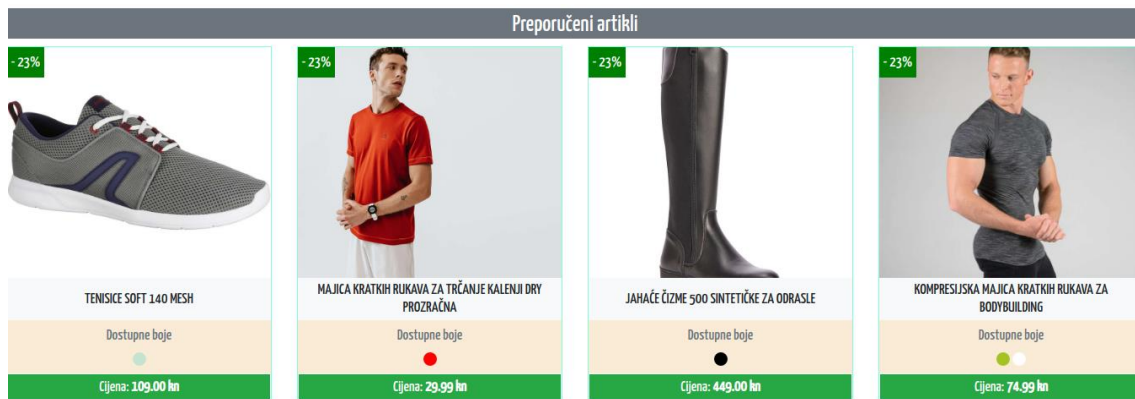 Preporučeni artikli
- 23%
- 23%
- 23%
- 23%
TENISICE SOFT 140 MESH
MAJICA KRATKIH RUKAVA ZA TRČANJE KALENJI DRY
PROZRAČNA
JAHAĆE ČIZME 500 SINTETIČKE ZA ODRASLE
KOMPRESIJSKA MAJICA KRATKIH RUKAVA ZA
BODYBUILDING
Dostupne boje
Dostupne boje
Dostupne boje
Dostupne boje
Cijena: 109.00 kn
Cijena: 29.99 kn
Cijena: 449.00 kn
Cijena: 74.99 kn